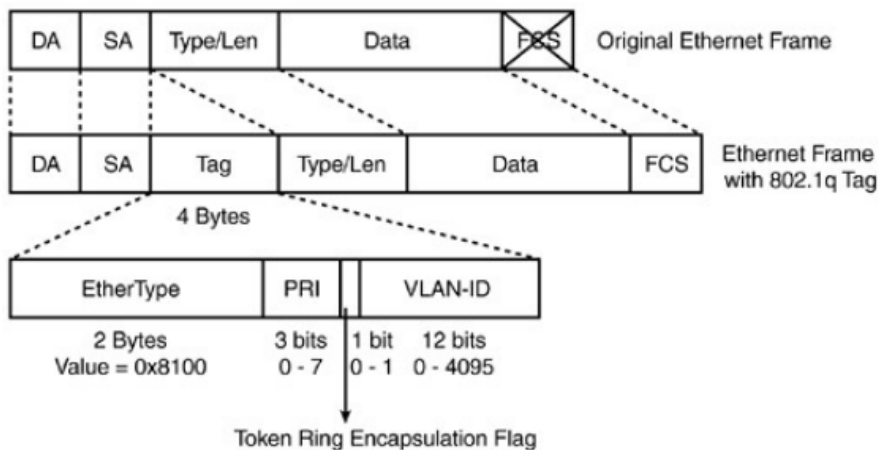 DA SA Type/Len Data FCS Original Ethernet Frame
DA SA Tag Type/Len Data FCS Ethernet Frame
with 802.1q Tag
4 Bytes
EtherType PRI VLAN-ID
2 Bytes 3 bits 1 bit 12 bits
Value = 0x8100 0 - 7 0 - 1 0 - 4095
Token Ring Encapsulation Flag